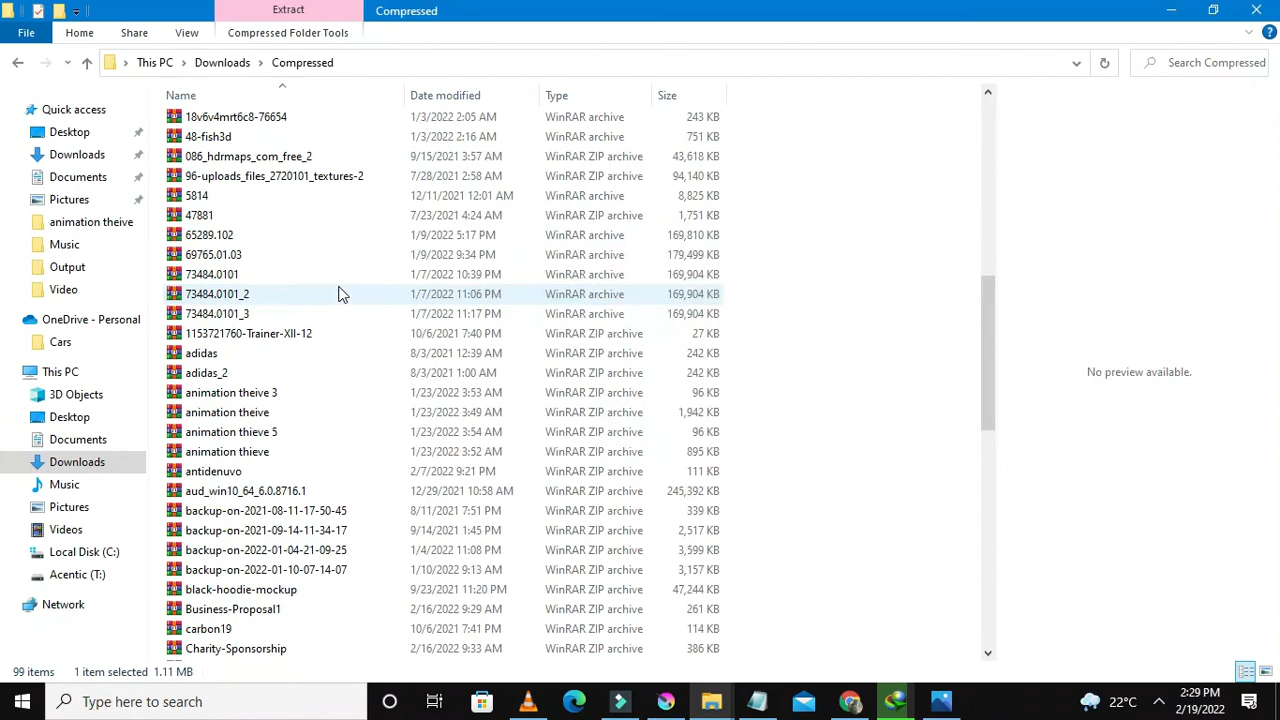 Extract
Compressed
File
Home
Share
View
Compressed Folder Tools
This PC
Downloads
Compressed
Search Compressed
Name
Date modified
Type
Size
18v6v4mrt6c8-76654 1/3/2022 2:05 AM WinRAR archive 243 KB
48-fish3d 1/3/2022 2:16 AM WinRAR archive 751 KB
086_hdrmaps_com_free_2 9/15/2021 3:57 AM WinRAR ZIP archive 43,618 KB
96-uploads_files_2720101_textures-2 7/28/2021 2:58 AM WinRAR ZIP archive 94,140 KB
5814 12/11/2021 12:01 AM WinRAR ZIP archive 8,825 KB
47881 7/23/2021 4:24 AM WinRAR ZIP archive 1,751 KB
65289.102 1/9/2022 5:17 PM WinRAR archive 169,810 KB
69765.01.03 1/9/2022 9:34 PM WinRAR archive 179,499 KB
73484.0101 1/7/2022 10:39 PM WinRAR archive 169,904 KB
73484.0101_2 1/7/2022 11:06 PM WinRAR archive 169,904 KB
73484.0101_3 1/7/2022 11:17 PM WinRAR archive 169,904 KB
1153721760-Trainer-XII-12 10/6/2021 7:40 PM WinRAR ZIP archive 27 KB
adidas 8/3/2021 12:39 AM WinRAR ZIP archive 242 KB
adidas_2 8/3/2021 1:00 AM WinRAR ZIP archive 242 KB
animation theive 3 1/23/2022 3:53 AM WinRAR ZIP archive 96 KB
animation theive 1/23/2022 3:49 AM WinRAR ZIP archive 1,942 KB
animation theive 5 1/23/2022 3:54 AM WinRAR ZIP archive 96 KB
animation theive 1/23/2022 3:52 AM WinRAR ZIP archive 895 KB
antidenuvo 2/7/2022 9:21 PM WinRAR ZIP archive 111 KB
aud_win10_64_6.0.8716.1 12/29/2021 10:58 AM WinRAR ZIP archive 245,392 KB
backup-on-2021-08-11-17-50-45 8/11/2021 7:51 PM WinRAR ZIP archive 339 KB
backup-on-2021-09-14-11-34-17 9/14/2021 1:45 PM WinRAR ZIP archive 2,517 KB
backup-on-2022-01-04-21-09-25 1/4/2022 11:08 PM WinRAR ZIP archive 3,599 KB
backup-on-2022-01-10-07-14-07 1/10/2022 9:13 AM WinRAR ZIP archive 3,157 KB
black-hoodie-mockup 9/23/2021 11:20 PM WinRAR ZIP archive 47,244 KB
Business-Proposal1 2/16/2022 9:29 AM WinRAR ZIP archive 261 KB
carbon19 10/6/2021 7:41 PM WinRAR ZIP archive 114 KB
Charity-Sponsorship 2/16/2022 9:33 AM WinRAR ZIP archive 386 KB
Quick access
Desktop
Downloads
Documents
Pictures
animation theive
Music
Output
Video
OneDrive - Personal
Cars
This PC
3D Objects
Desktop
Documents
Downloads
Music
Pictures
Videos
Local Disk (C:)
Acentic (T:)
Network
No preview available.
99 items
1 item selected 1.11 MB
Type here to search
22°C
2:29 PM
2/19/2022